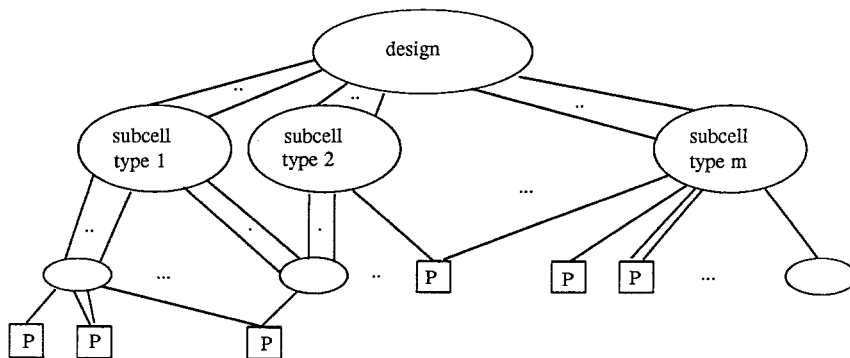 design
..
..
..
subcell
type 1
subcell
type 2
subcell
type m
...
..
.
.
...
..
P
P
P
...
P
P
P